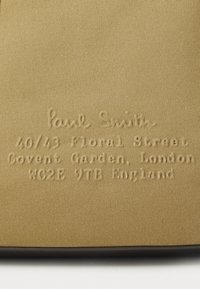 Paul Smith
40/43 Floral Street
Covent Garden, London
WC2E 9TB England